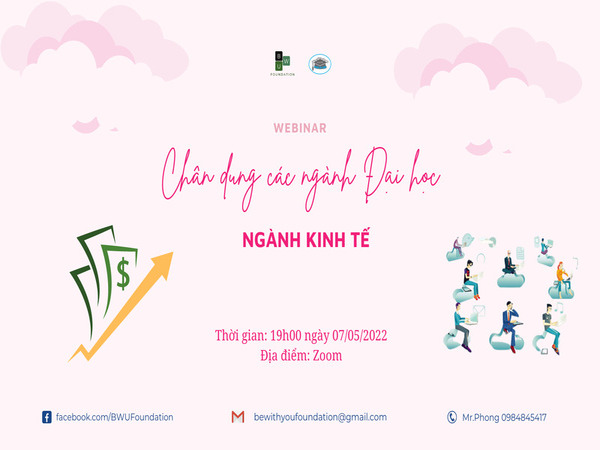 B
W
U
FOUNDATION
WEBINAR
Chân dung các ngành Đại học
NGÀNH KINH TẾ
$
Thời gian: 19h00 ngày 07/05/2022
Địa điểm: Zoom
facebook.com/BWUFoundation
bewithyoufoundation@gmail.com
Mr.Phong 0984845417